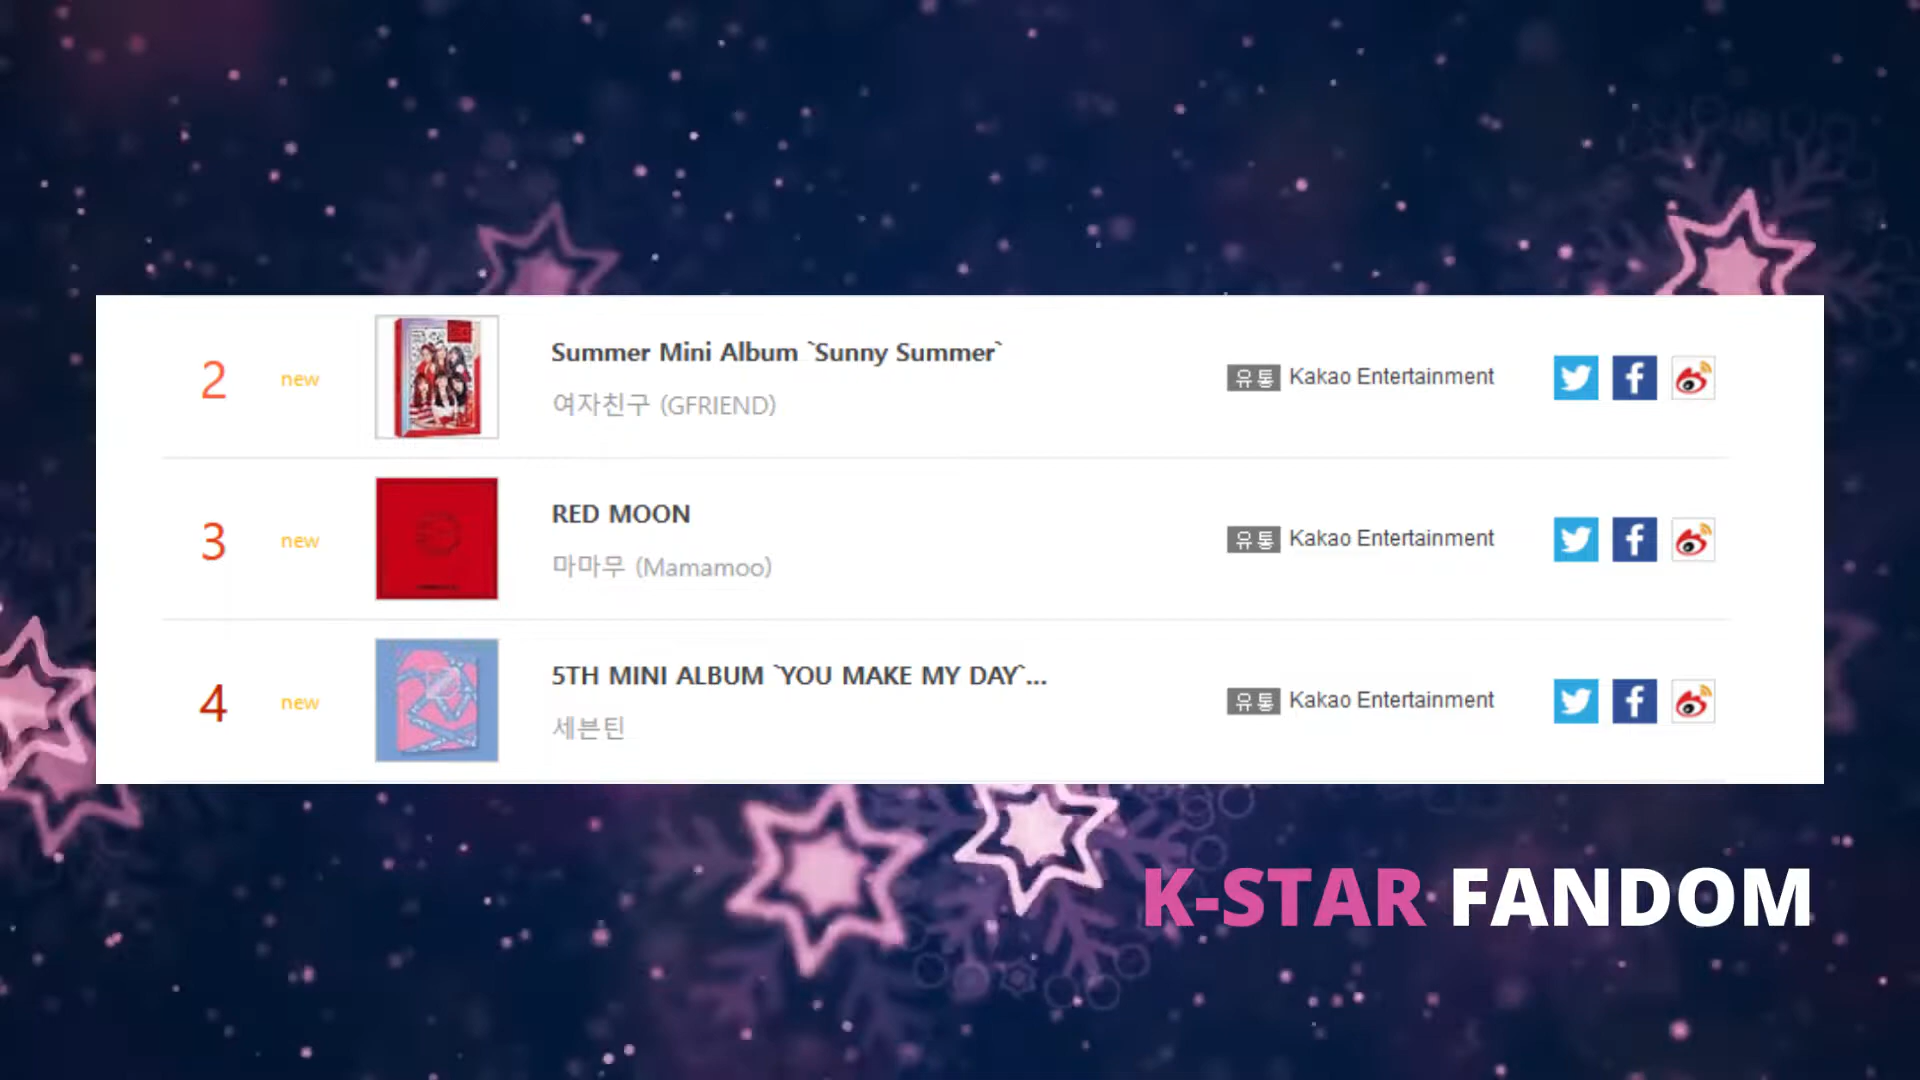 2
new
Summer Mini Album `Sunny Summer`
여자친구 (GFRIEND)
유통 Kakao Entertainment
3
new
RED MOON
마마무 (Mamamoo)
유통 Kakao Entertainment
4
new
5TH MINI ALBUM `YOU MAKE MY DAY`...
세븐틴
유통 Kakao Entertainment
K-STAR FANDOM